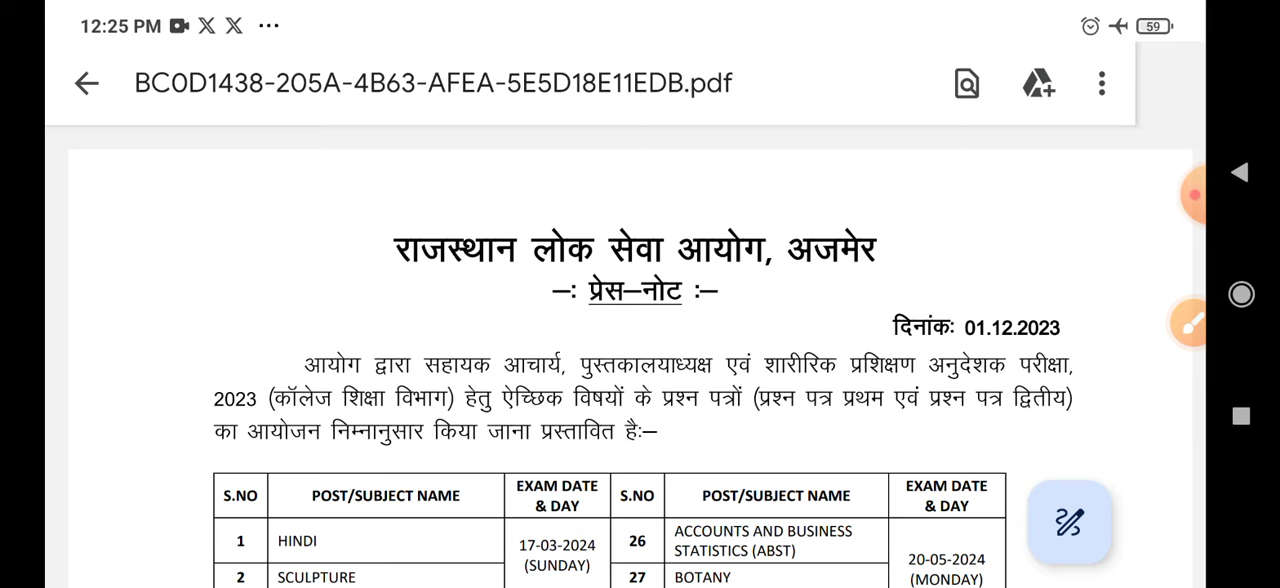 12:25 PM X X ...
59
BC0D1438-205A-4B63-AFEA-5E5D18E11EDB.pdf
राजस्थान लोक सेवा आयोग, अजमेर
–: प्रेस–नोट :–
दिनांकः 01.12.2023
आयोग द्वारा सहायक आचार्य, पुस्तकालयाध्यक्ष एवं शारीरिक प्रशिक्षण अनुदेशक परीक्षा,
2023 (कॉलेज शिक्षा विभाग) हेतु ऐच्छिक विषयों के प्रश्न पत्रों (प्रश्न पत्र प्रथम एवं प्रश्न पत्र द्वितीय)
का आयोजन निम्नानुसार किया जाना प्रस्तावित हैः–
S.NO POST/SUBJECT NAME EXAM DATE & DAY S.NO POST/SUBJECT NAME EXAM DATE & DAY
1 HINDI 17-03-2024 (SUNDAY) 26 ACCOUNTS AND BUSINESS STATISTICS (ABST) 20-05-2024 (MONDAY)
2 SCULPTURE 27 BOTANY